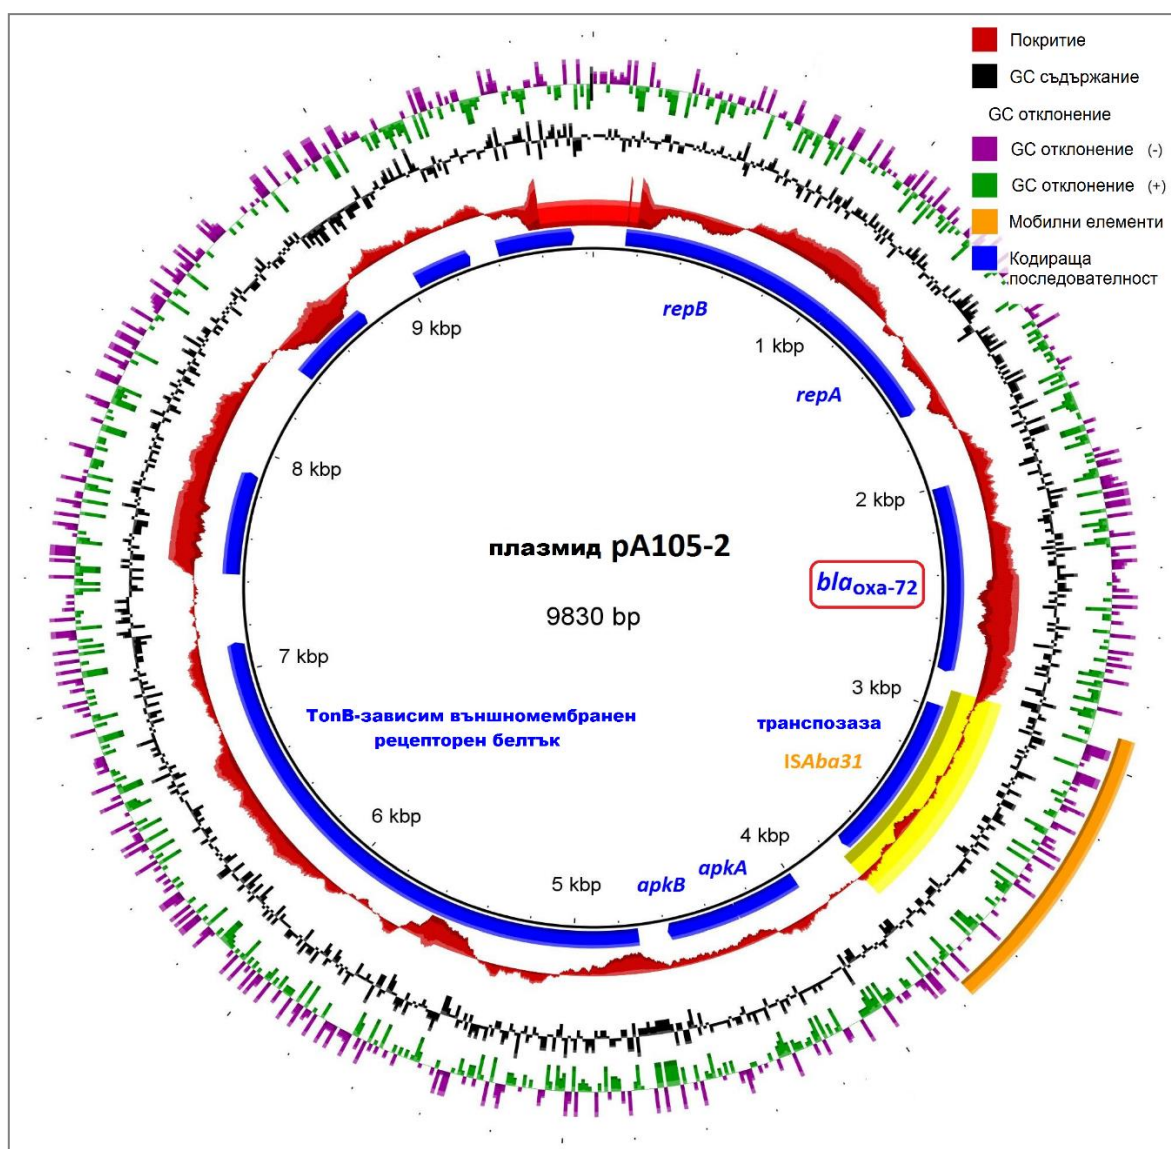 Покритие
GC съдържание
GC отклонение
GC отклонение (-)
GC отклонение (+)
Мобилни елементи
Кодираща
последователност
repB
9 kbp
1 kbp
repA
8 kbp
2 kbp
плазмид pA105-2
blaOXA-72
9830 bp
7 kbp
3 kbp
TonB-зависим външномембранен
рецепторен белтък
транспозаза
ISAba31
6 kbp
4 kbp
5 kbp
apkB
apkA